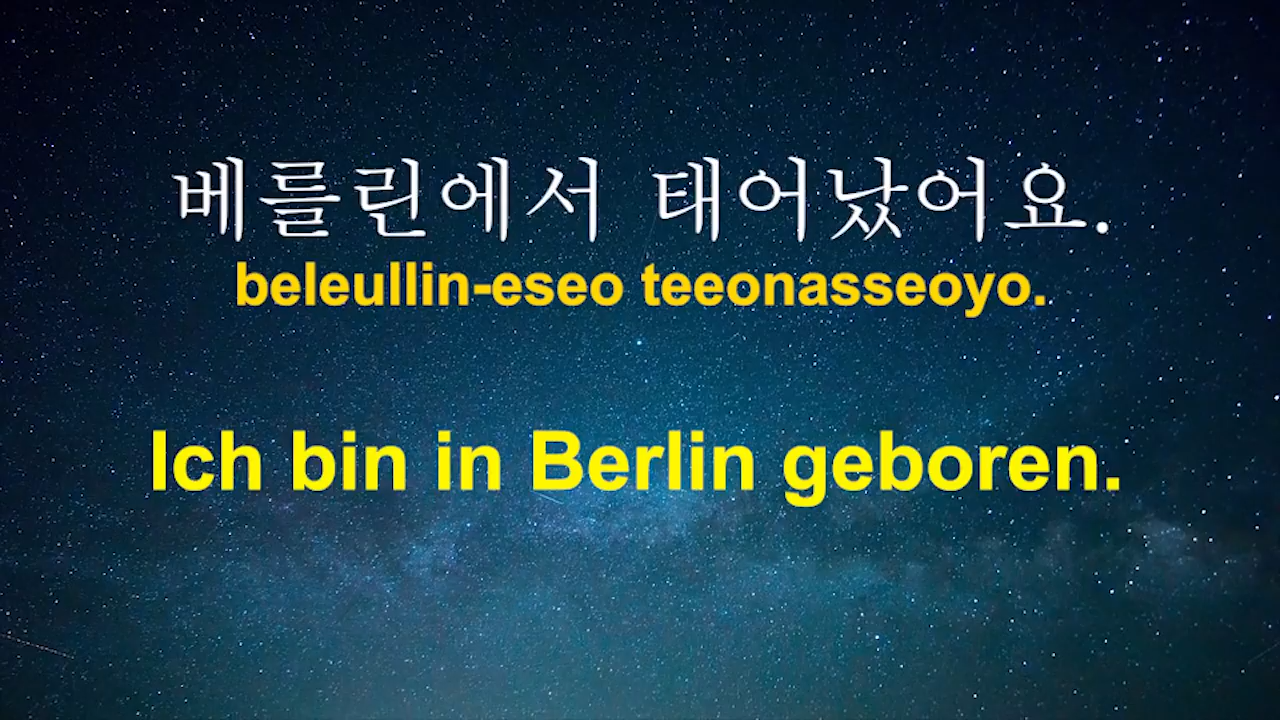 베를린에서 태어났어요.
beleullin-eseo teeonasseoyo.
Ich bin in Berlin geboren.